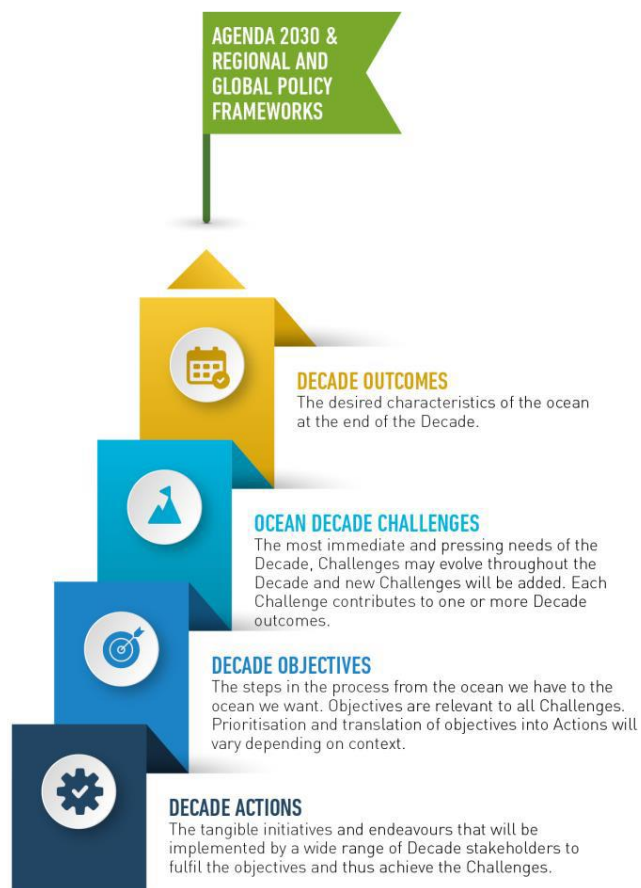 AGENDA 2030 &
REGIONAL AND
GLOBAL POLICY
FRAMEWORKS
DECADE OUTCOMES
The desired characteristics of the ocean
at the end of the Decade.
OCEAN DECADE CHALLENGES
The most immediate and pressing needs of the
Decade, Challenges may evolve throughout the
Decade and new Challenges will be added. Each
Challenge contributes to one or more Decade
outcomes.
DECADE OBJECTIVES
The steps in the process from the ocean we have to the
ocean we want. Objectives are relevant to all Challenges.
Prioritisation and translation of objectives into Actions will
vary depending on context.
DECADE ACTIONS
The tangible initiatives and endeavours that will be
implemented by a wide range of Decade stakeholders to
fulfil the objectives and thus achieve the Challenges.